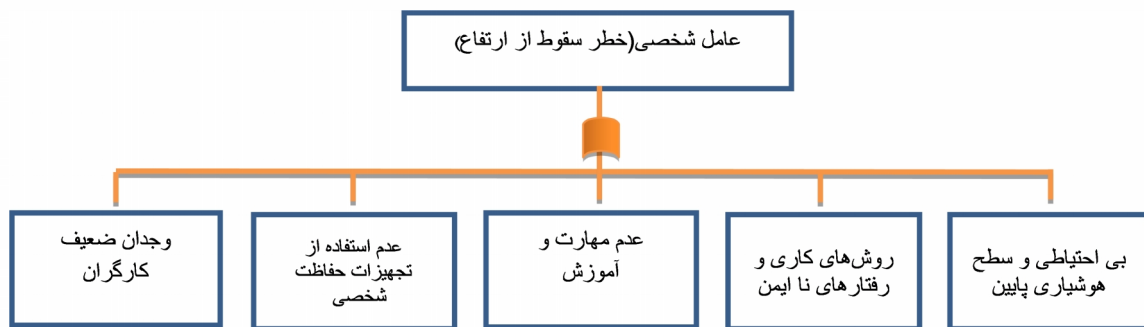 عامل شخصی(خطر سقوط از ارتفاع)
بی احتیاطی و سطح
هوشیاری پایین
روش‌های کاری و
رفتارهای نا ایمن
عدم مهارت و
آموزش
عدم استفاده از
تجهیزات حفاظت
شخصی
وجدان ضعیف
کارگران